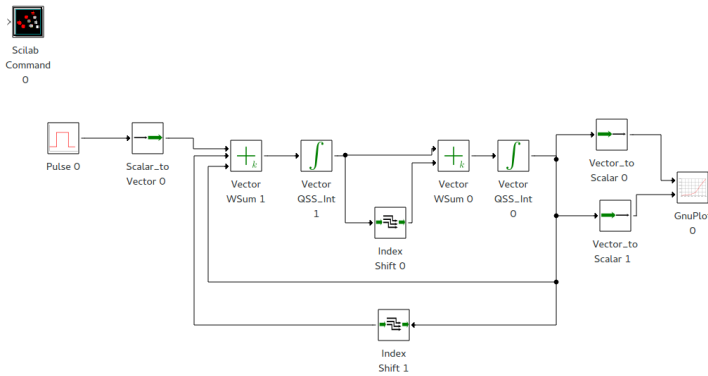 Scilab
Command
0
Pulse 0
Scalar_to
Vector 0
k
Vector
WSum 1
Vector
QSS_Int
1
k
Vector
WSum 0
Vector
QSS_Int
0
Vector_to
Scalar 0
GnuPlot
0
Index
Shift 0
Vector_to
Scalar 1
Index
Shift 1